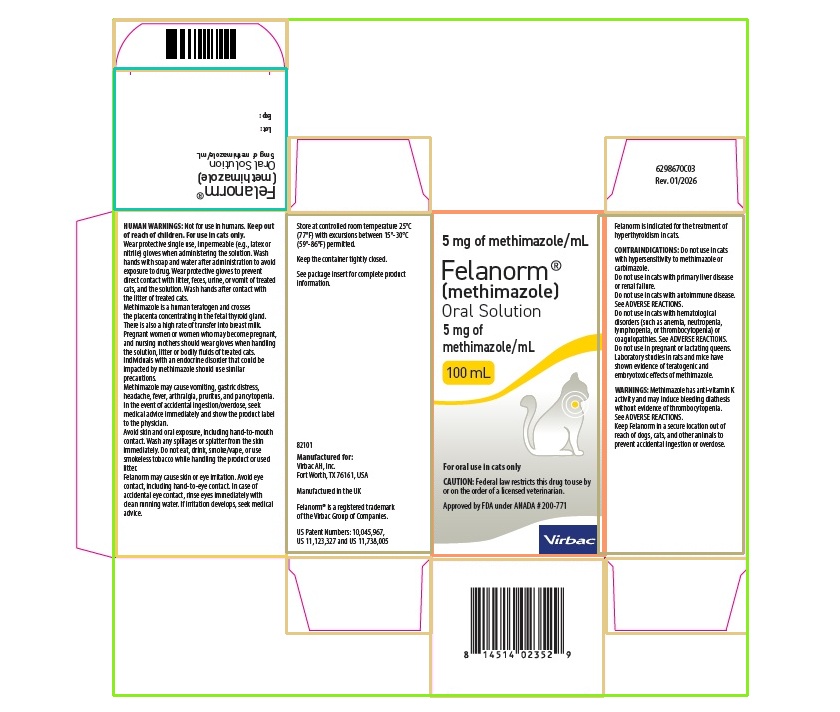 Exp :
Lot :
5 mg of methimazole/mL
Oral Solution
(methimazole)
Felanorm®
HUMAN WARNINGS: Not for use in humans. Keep out
of reach of children. For use in cats only.
Wear protective single use, impermeable (e.g., latex or
nitrile) gloves when administering the solution. Wash
hands with soap and water after administration to avoid
exposure to drug. Wear protective gloves to prevent
direct contact with litter, feces, urine, or vomit of treated
cats, and the solution. Wash hands after contact with
the litter of treated cats.
Methimazole is a human teratogen and crosses
the placenta concentrating in the fetal thyroid gland.
There is also a high rate of transfer into breast milk.
Pregnant women or women who may become pregnant,
and nursing mothers should wear gloves when handling
the solution, litter or bodily fluids of treated cats.
Individuals with an endocrine disorder that could be
impacted by methimazole should use similar
precautions.
Methimazole may cause vomiting, gastric distress,
headache, fever, arthralgia, pruritus, and pancytopenia.
In the event of accidental ingestion/overdose, seek
medical advice immediately and show the product label
to the physician.
Avoid skin and oral exposure, including hand-to-mouth
contact. Wash any spillages or splatter from the skin
immediately. Do not eat, drink, smoke/vape, or use
smokeless tobacco while handling the product or used
litter.
Felanorm may cause skin or eye irritation. Avoid eye
contact, including hand-to-eye contact. In case of
accidental eye contact, rinse eyes immediately with
clean running water. If irritation develops, seek medical
advice.
Store at controlled room temperature 25°C
(77°F) with excursions between 15°- 30°C
(59°-86°F) permitted.
Keep the container tightly closed.
See package insert for complete product
information.
82101
Manufactured for:
Virbac AH, Inc.
Fort Worth, TX 76161, USA
Manufactured in the UK
Felanorm® is a registered trademark
of the Virbac Group of Companies.
US Patent Numbers: 10,045,967,
US 11,123,327 and US 11,738,005
5 mg of methimazole/mL
Felanorm®
(methimazole)
Oral Solution
5 mg of
methimazole/mL
100 mL
For oral use in cats only
CAUTION: Federal law restricts this drug to use by
or on the order of a licensed veterinarian.
Approved by FDA under ANADA # 200-771
Virbac
8 14514 02352 9
6298670C03
Rev. 01/2026
Felanorm is indicated for the treatment of
hyperthyroidism in cats.
CONTRAINDICATIONS: Do not use in cats
with hypersensitivity to methimazole or
carbimazole.
Do not use in cats with primary liver disease
or renal failure.
Do not use in cats with autoimmune disease.
See ADVERSE REACTIONS.
Do not use in cats with hematological
disorders (such as anemia, neutropenia,
lymphopenia, or thrombocytopenia) or
coagulopathies. See ADVERSE REACTIONS.
Do not use in pregnant or lactating queens.
Laboratory studies in rats and mice have
shown evidence of teratogenic and
embryotoxic effects of methimazole.
WARNINGS: Methimazole has anti-vitamin K
activity and may induce bleeding diathesis
without evidence of thrombocytopenia.
See ADVERSE REACTIONS.
Keep Felanorm in a secure location out of
reach of dogs, cats, and other animals to
prevent accidental ingestion or overdose.